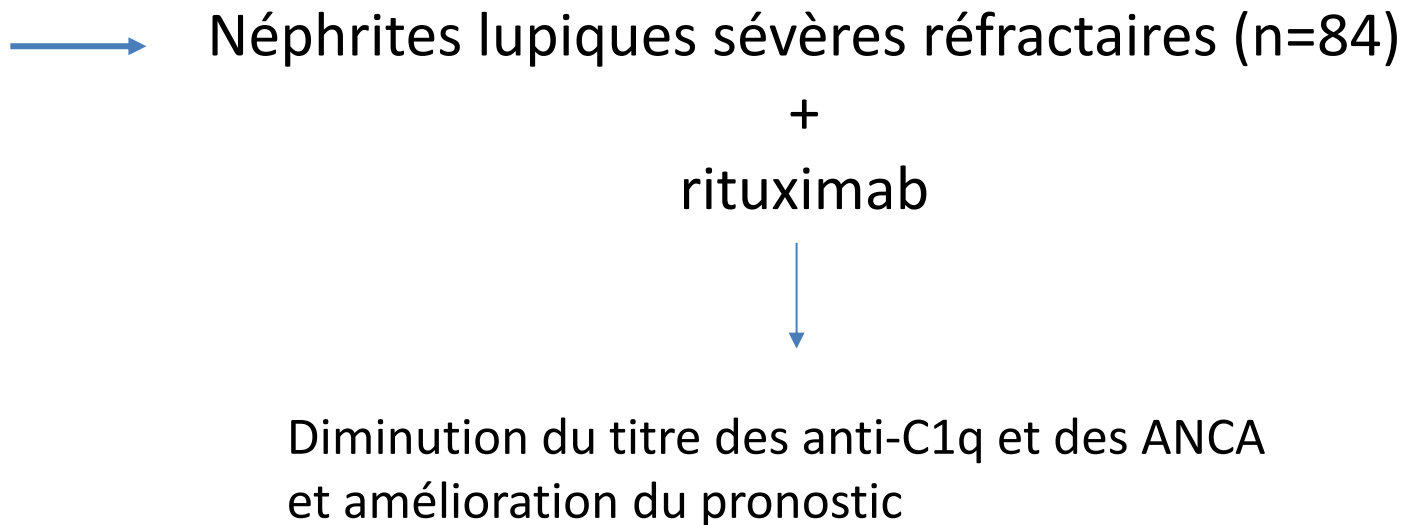 Néphrites lupiques sévères réfractaires (n=84)
+
rituximab
Diminution du titre des anti-C1q et des ANCA
et amélioration du pronostic